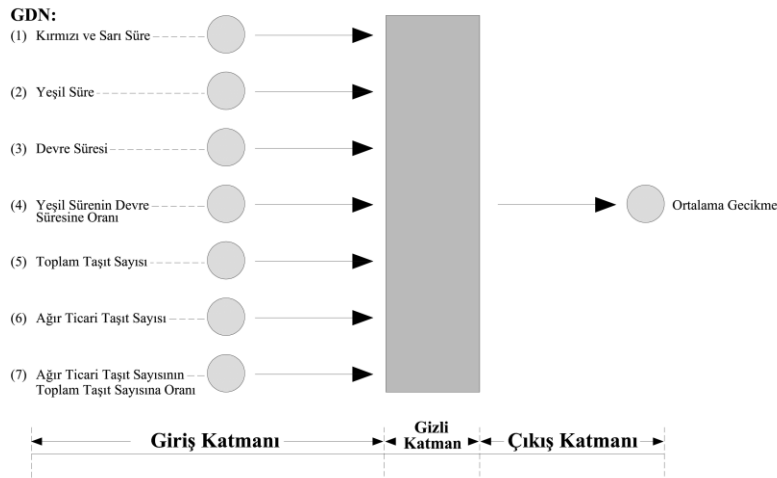 GDN:
(1) Kırmızı ve Sarı Süre
(2) Yeşil Süre
(3) Devre Süresi
(4) Yeşil Sürenin Devre
Süresine Oranı
Ortalama Gecikme
(5) Toplam Taşıt Sayısı
(6) Ağır Ticari Taşıt Sayısı
(7) Ağır Ticari Taşıt Sayısının
Toplam Taşıt Sayısına Oranı
Giriş Katmanı
Gizli
Katman
Çıkış Katmanı